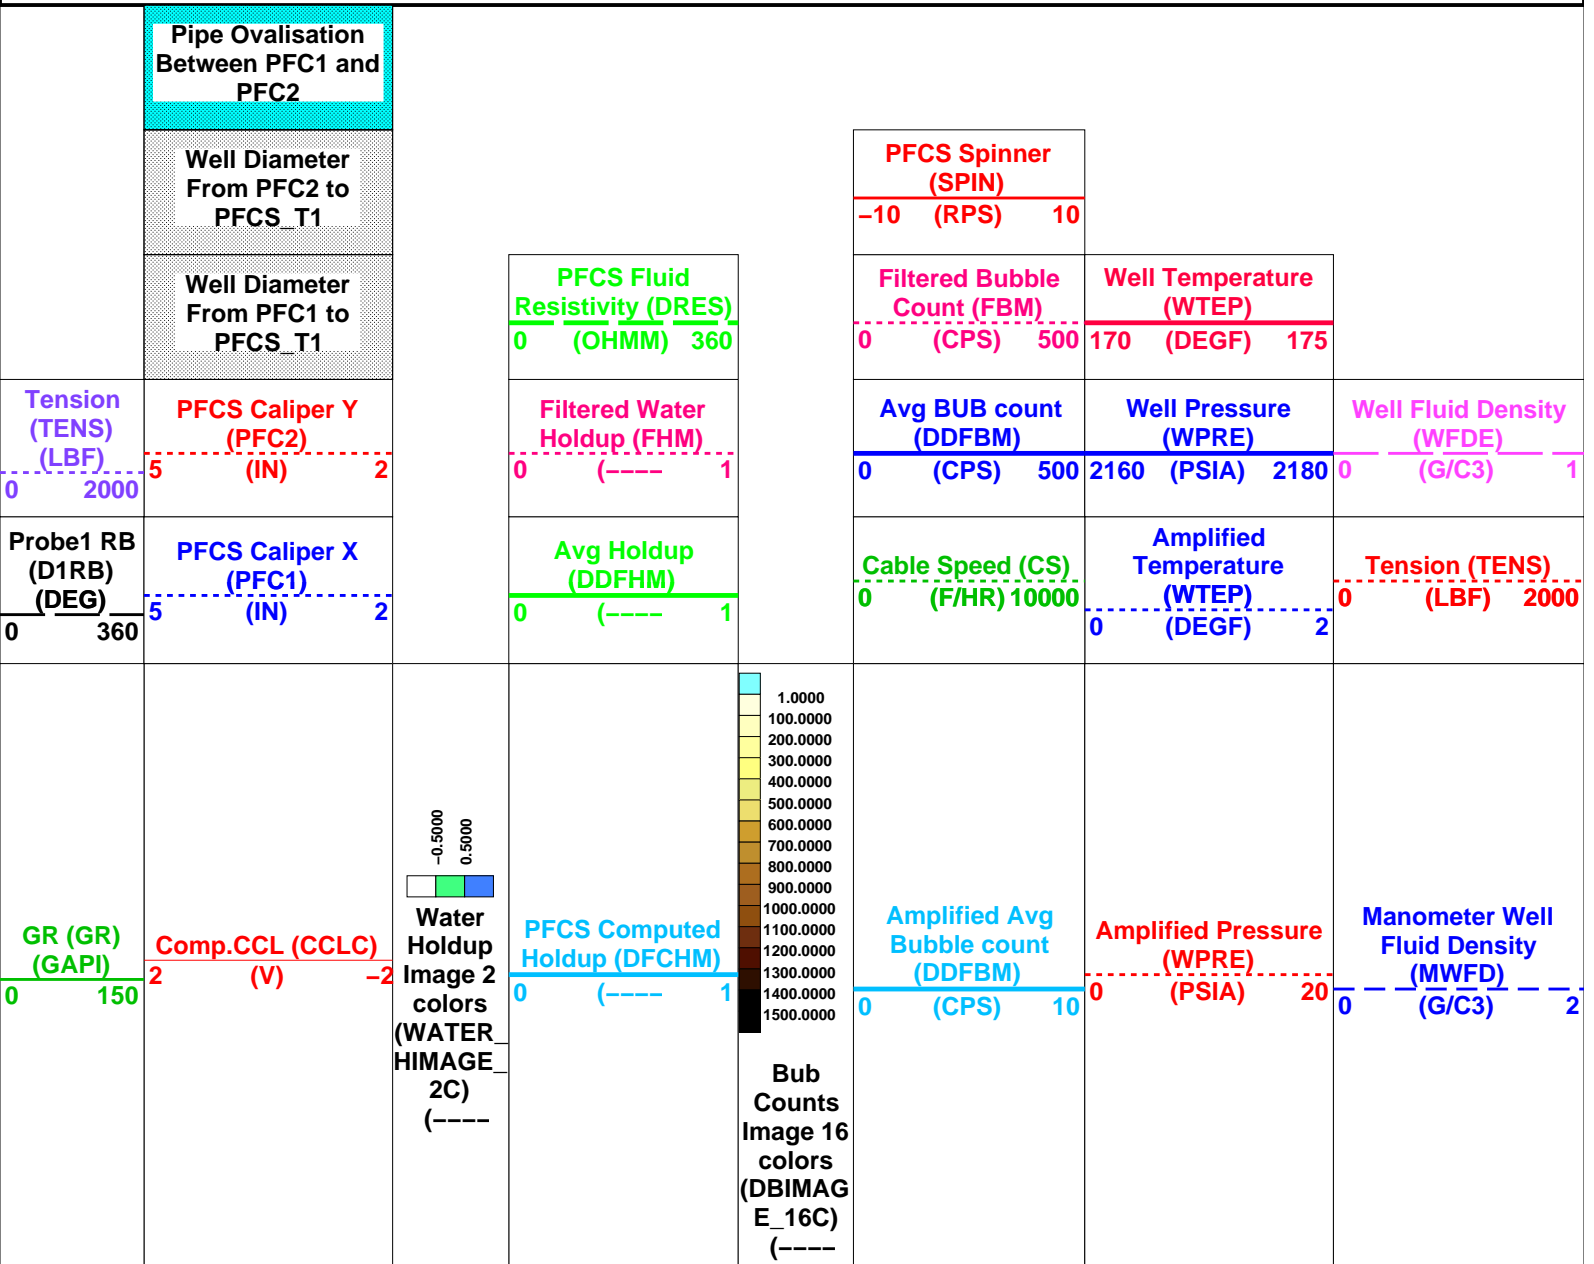 Pipe Ovalisation
Between PFC1 and
PFC2
Well Diameter
From PFC2 to
PFCS_T1
PFCS Spinner
(SPIN)
−10 (RPS) 10
Well Diameter
From PFC1 to
PFCS_T1
PFCS Fluid
Resistivity (DRES)
0 (OHMM) 360
Filtered Bubble
Count (FBM)
0 (CPS) 500
Well Temperature
(WTEP)
170 (DEGF) 175
Tension
(TENS)
(LBF)
0 2000
PFCS Caliper Y
(PFC2)
5 (IN) 2
Filtered Water
Holdup (FHM)
0 (−−−− 1
Avg BUB count
(DDFBM)
0 (CPS) 500
Well Pressure
(WPRE)
2160 (PSIA) 2180
Well Fluid Density
(WFDE)
0 (G/C3) 1
Probe1 RB
(D1RB)
(DEG)
0 360
PFCS Caliper X
(PFC1)
5 (IN) 2
Avg Holdup
(DDFHM)
0 (−−−− 1
Cable Speed (CS)
0 (F/HR) 10000
Amplified
Temperature
(WTEP)
0 (DEGF) 2
Tension (TENS)
0 (LBF) 2000
GR (GR)
(GAPI)
0 150
Comp.CCL (CCLC)
2 (V) −2
−0.5000
0.5000
Water
Holdup
Image 2
colors
(WATER_
HIMAGE_
2C)
(−−−−
PFCS Computed
Holdup (DFCHM)
0 (−−−− 1
1.0000
100.0000
200.0000
300.0000
400.0000
500.0000
600.0000
700.0000
800.0000
900.0000
1000.0000
1100.0000
1200.0000
1300.0000
1400.0000
1500.0000
Bub
Counts
Image 16
colors
(DBIMAG
E_16C)
(−−−−
Amplified Avg
Bubble count
(DDFBM)
0 (CPS) 10
Amplified Pressure
(WPRE)
0 (PSIA) 20
Manometer Well
Fluid Density
(MWFD)
0 (G/C3) 2